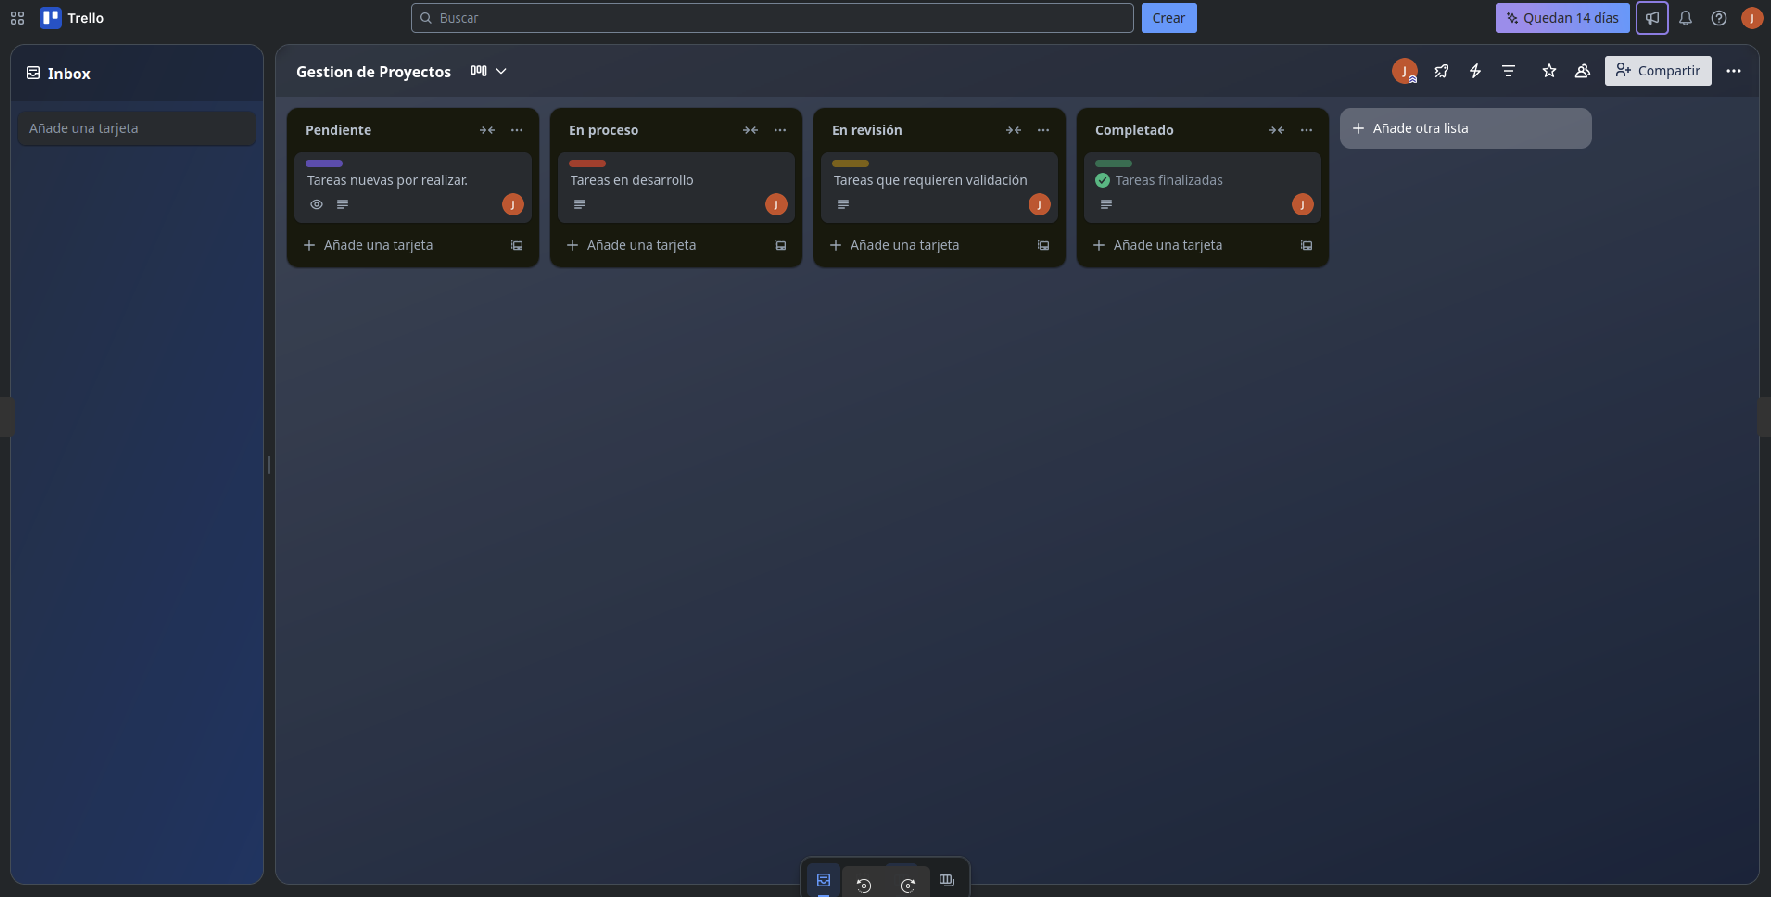 Trello
Buscar
Crear
Quedan 14 días
J
Inbox
Añade una tarjeta
Gestion de Proyectos
J
Compartir
Pendiente
Tareas nuevas por realizar.
J
Añade una tarjeta
En proceso
Tareas en desarrollo
J
Añade una tarjeta
En revisión
Tareas que requieren validación
J
Añade una tarjeta
Completado
Tareas finalizadas
J
Añade una tarjeta
Añade otra lista